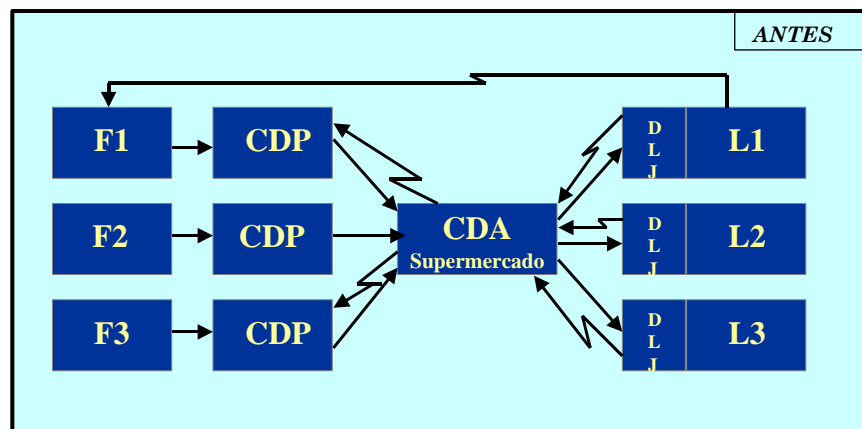 ANTES
F1
CDP
D
L
J
L1
F2
CDP
CDA
Supermercado
D
L
J
L2
F3
CDP
D
L
J
L3